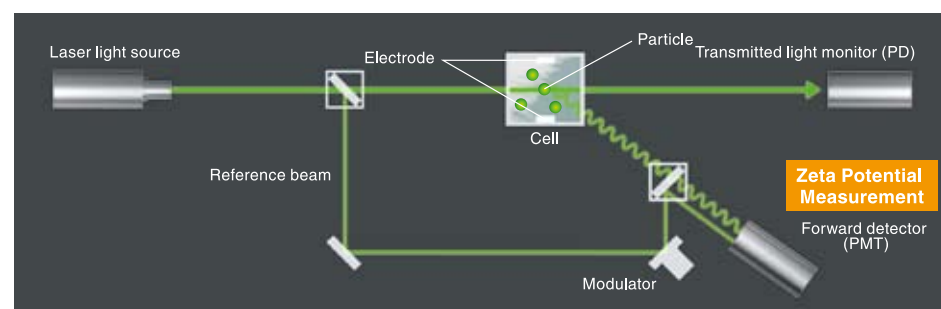 Laser light source
Electrode
Particle
Transmitted light monitor (PD)
Cell
Reference beam
Zeta Potential
Measurement
Forward detector
(PMT)
Modulator